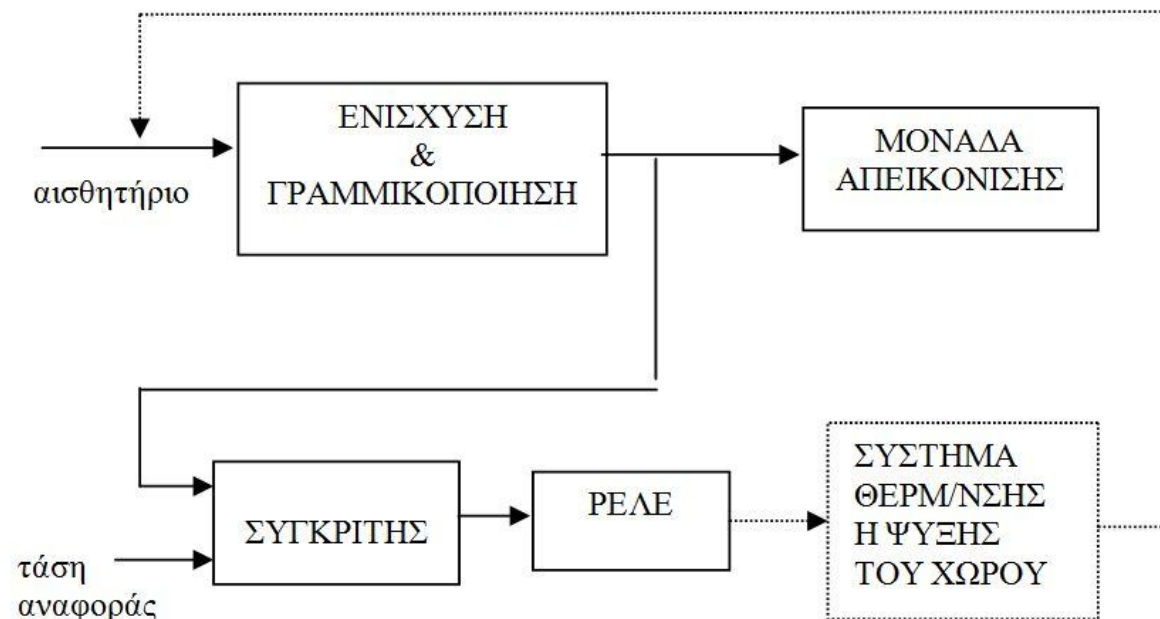 ΕΝΙΣΧΥΣΗ
&
ΓΡΑΜΜΙΚΟΠΟΙΗΣΗ
ΜΟΝΑΔΑ
ΑΠΕΙΚΟΝΙΣΗΣ
αισθητήριο
ΣΥΓΚΡΙΤΗΣ
ΡΕΛΕ
ΣΥΣΤΗΜΑ
ΘΕΡΜ/ΝΣΗΣ
Η ΨΥΞΗΣ
ΤΟΥ ΧΩΡΟΥ
τάση
αναφοράς